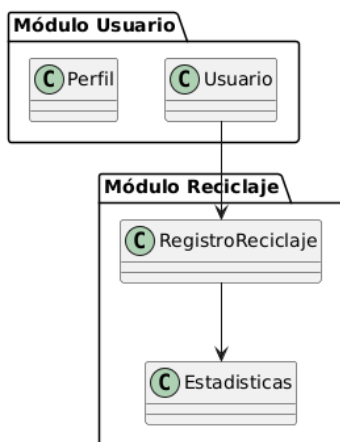 Módulo Usuario
C Perfil
C Usuario
Módulo Reciclaje
C RegistroReciclaje
C Estadisticas